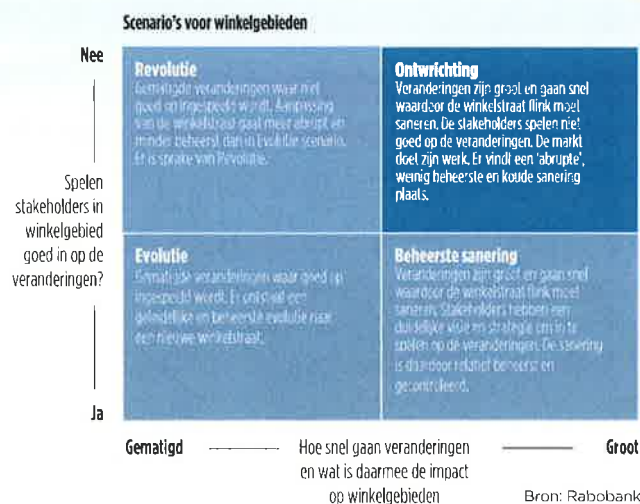 Scenario's voor winkelgebieden
Nee
Spelen
stakeholders in
winkelgebied
goed in op de
veranderingen?
Ja
Revolutie
Gematigde veranderingen waar niet
goed op ingespeeld wordt. Aanpassing
van de winkelstraat gaat meer abrupt en
minder beheerst dan in Evolutie scenario.
Er is sprake van Revolutie.
Ontwrichting
Veranderingen zijn groot en gaan snel
waardoor de winkelstraat flink moet
saneren. De stakeholders spelen niet
goed op de veranderingen. De markt
doet zijn werk. Er vindt een 'abrupte',
weinig beheerste en koude sanering
plaats.
Evolutie
Gematigde veranderingen waar goed op
ingespeeld wordt. Er ontstaat een
geleidelijke en beheerste evolutie naar
een nieuwe winkelstraat.
Beheerste sanering
Veranderingen zijn groot en gaan snel
waardoor de winkelstraat flink moet
saneren. Stakeholders hebben een
duidelijke visie en strategie om in te
spelen op de veranderingen. De sanering
is daardoor relatief beheerst en
gecontroleerd.
Gematigd
Hoe snel gaan veranderingen
en wat is daarmee de impact
op winkelgebieden
Groot
Bron: Rabobank